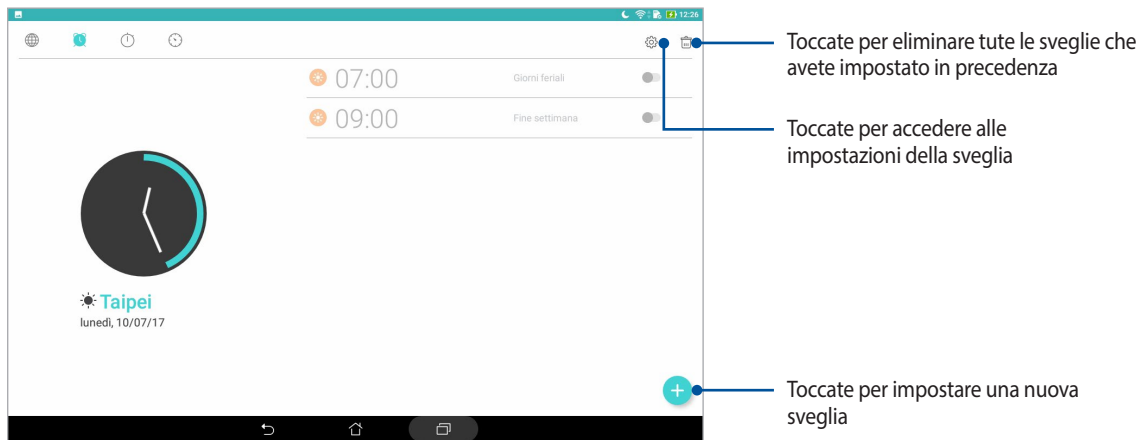 12:26
07:00 Giorni feriali
09:00 Fine settimana
Taipei
lunedì, 10/07/17
Toccate per eliminare tute le sveglie che
avete impostato in precedenza
Toccate per accedere alle
impostazioni della sveglia
Toccate per impostare una nuova
sveglia